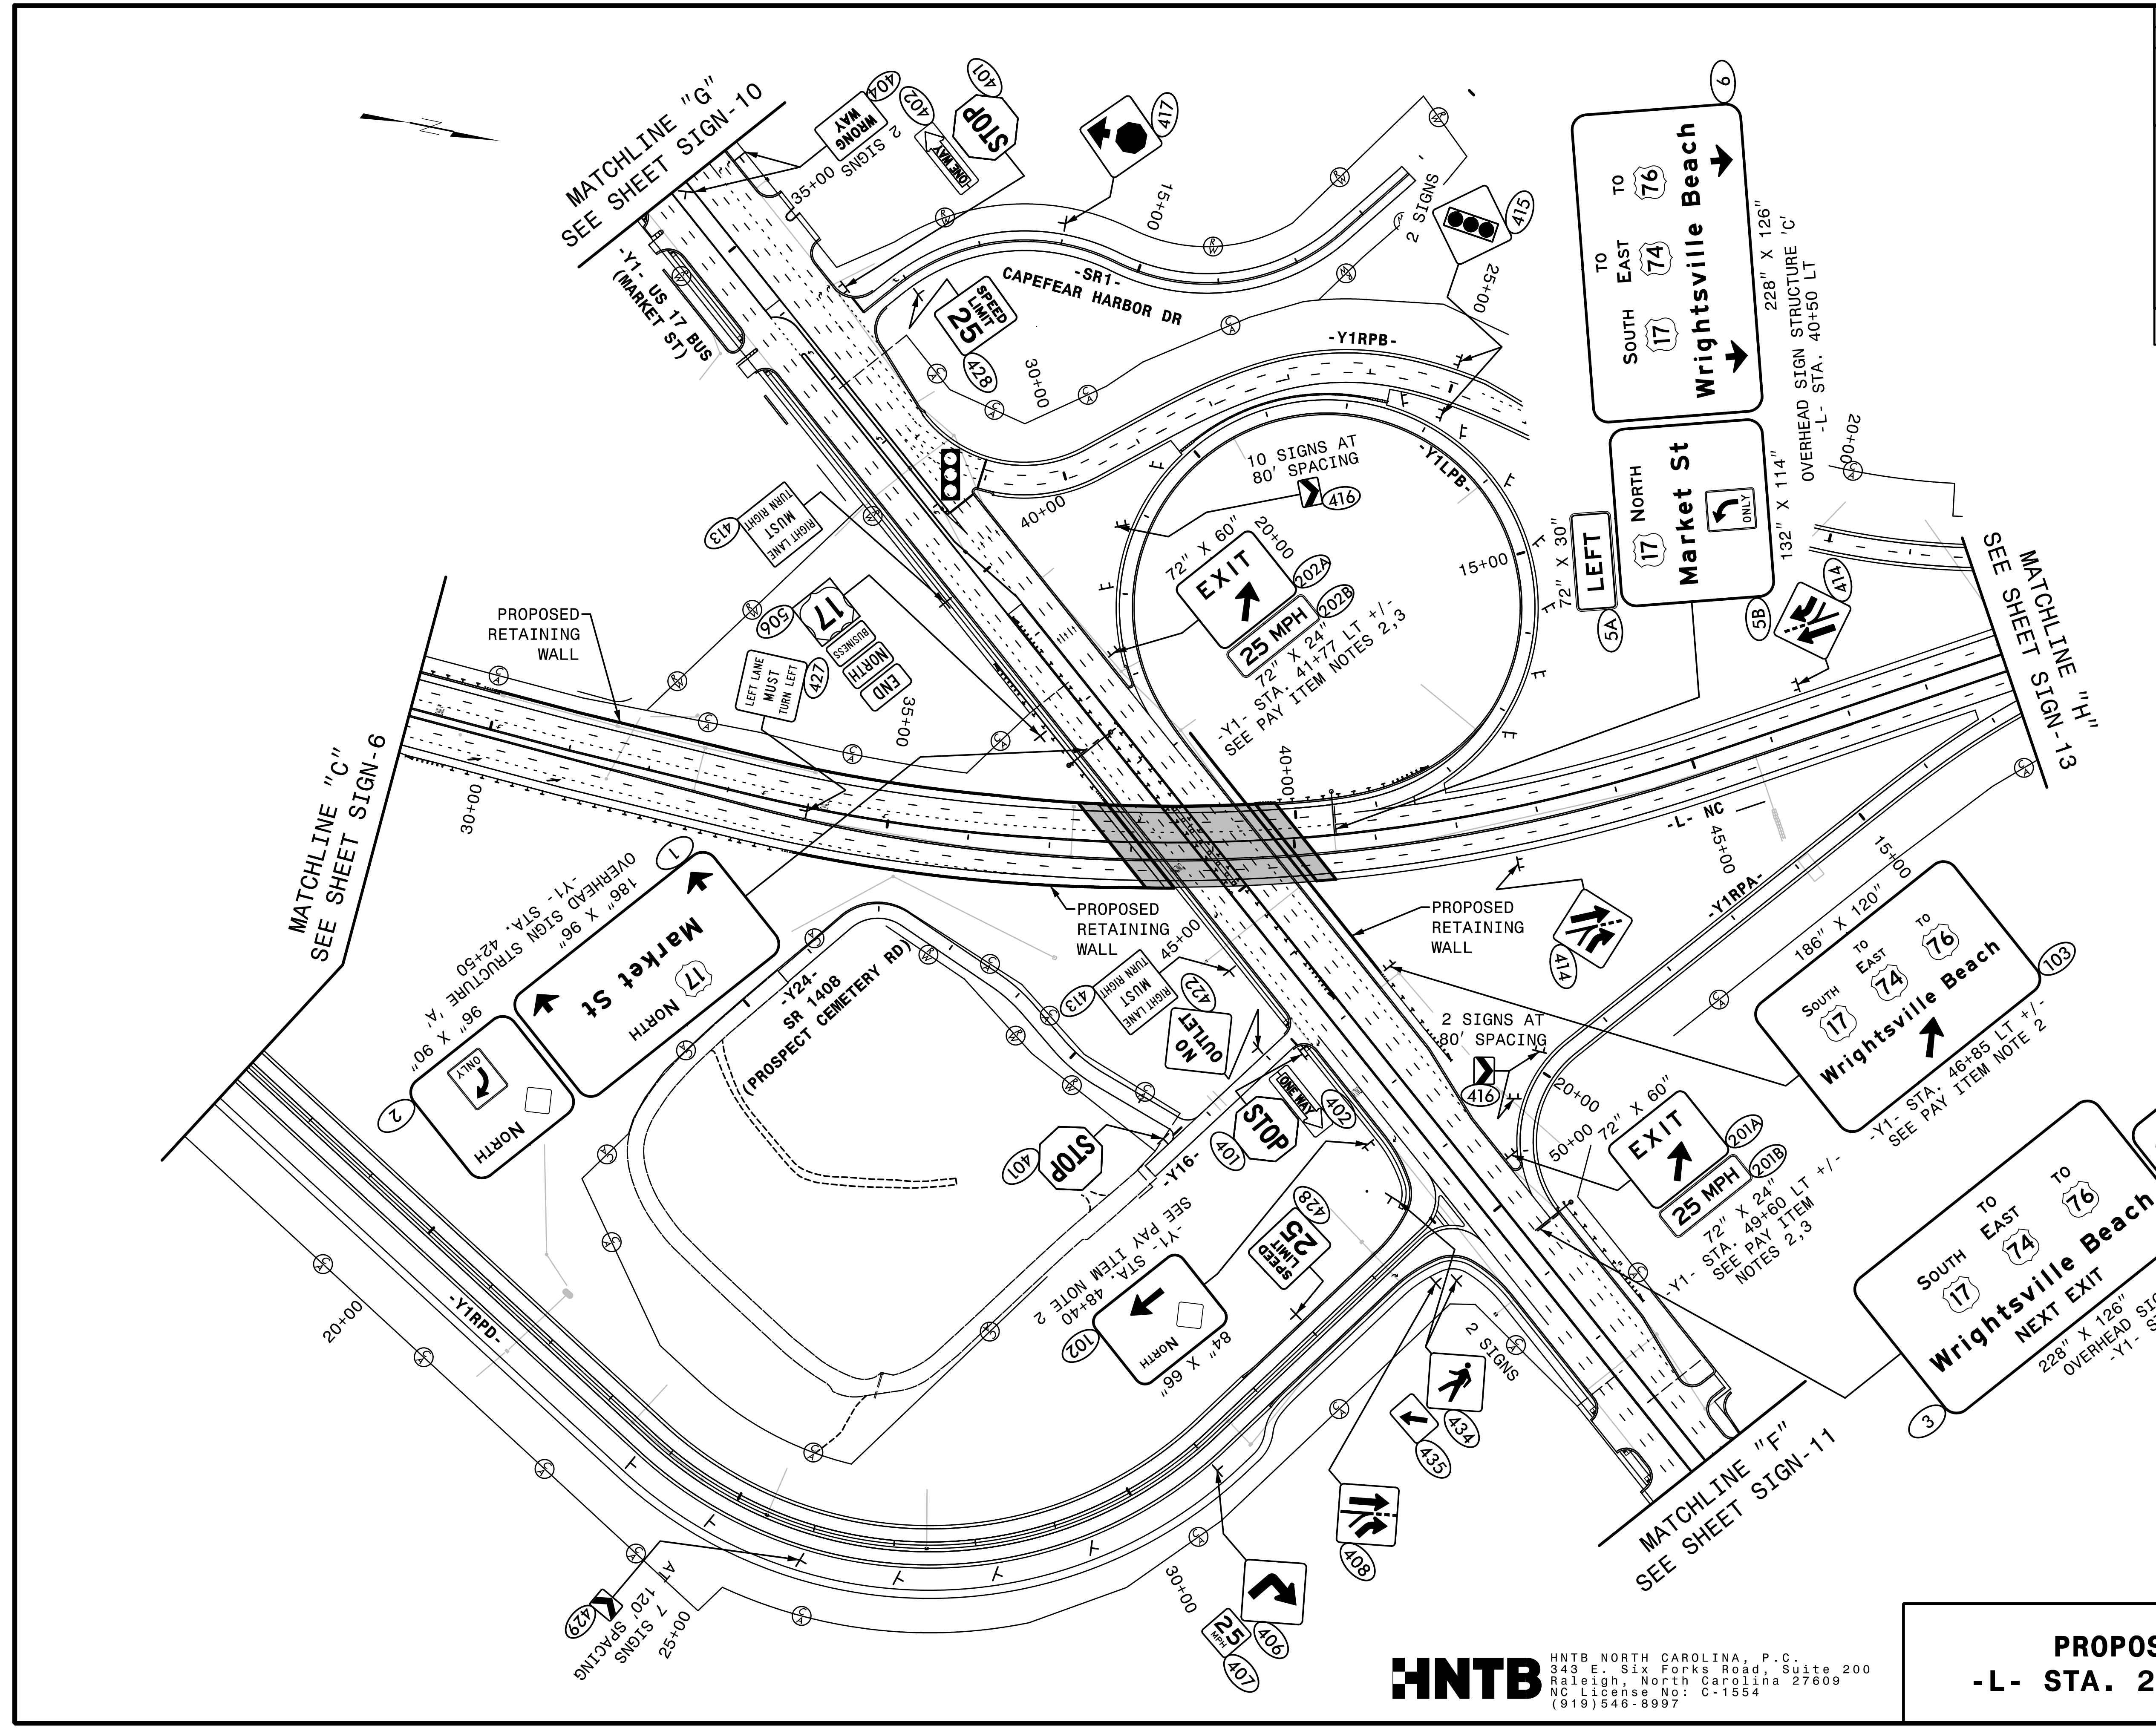 MATCHLINE "G"
SEE SHEET SIGN-10
-Y1- US 17 BUS
(MARKET ST)
WRONG
WAY
404
2
SIGNS
35+00
402
ONE WAY
401
STOP
417
15+00
-SR1-
CAPEFEAR HARBOR DR
SPEED
LIMIT
25
428
30+00
2 SIGNS
415
25+00
-Y1RPB-
-Y1LPB-
6
SOUTH TO EAST TO
17 74 76
Wrightsville Beach
228" X 126"
OVERHEAD SIGN STRUCTURE 'C'
-L- STA. 40+50 LT
20+00
72" X 30"
LEFT
5A
17 NORTH
Market St
ONLY
132" X 114"
5B
414
MATCHLINE "H"
SEE SHEET SIGN-13
10 SIGNS AT
80' SPACING
416
40+00
15+00
20+00
72" X 60"
EXIT
202A
25 MPH
202B
72" X 24"
-Y1- STA. 41+77 LT +/-
SEE PAY ITEM NOTES 2,3
40+00
413
RIGHT LANE
MUST
TURN RIGHT
506
17
BUSINESS
NORTH
END
427
LEFT LANE
MUST
TURN LEFT
35+00
PROPOSED
RETAINING
WALL
30+00
MATCHLINE "C"
SEE SHEET SIGN-6
1
OVERHEAD SIGN STRUCTURE 'A'
-Y1- STA. 42+50
186" X 96"
NORTH 17
Market St
2
96" X 90"
ONLY
NORTH
-Y24-
SR 1408
(PROSPECT CEMETERY RD)
PROPOSED
RETAINING
WALL
45+00
413
RIGHT LANE
MUST
TURN RIGHT
422
NO
OUTLET
PROPOSED
RETAINING
WALL
414
-L- NC
45+00
-Y1RPA-
15+00
186" X 120"
SOUTH TO EAST TO
17 74 76
Wrightsville Beach
103
-Y1- STA. 46+85 LT +/-
SEE PAY ITEM NOTE 2
2 SIGNS AT
80' SPACING
416
20+00
50+00
72" X 60"
EXIT
201A
25 MPH
201B
72" X 24"
-Y1- STA. 49+60 LT +/-
SEE PAY ITEM
NOTES 2,3
ONE WAY
402
STOP
401
STOP
401
-Y16-
-Y1- STA. 48+40
SEE PAY ITEM NOTE 2
102
NORTH
84" X 66"
SPEED
LIMIT
25
428
SOUTH TO EAST TO
17 74 76
Wrightsville Beach
NEXT EXIT
3
228" X 126"
OVERHEAD SIG
-Y1- S
2 SIGNS
434
435
408
406
25
MPH
407
30+00
MATCHLINE "F"
SEE SHEET SIGN-11
-Y1RPD-
20+00
429
7 SIGNS
AT 120'
SPACING
25+00
HNTB
HNTB NORTH CAROLINA, P.C.
343 E. Six Forks Road, Suite 200
Raleigh, North Carolina 27609
NC License No: C-1554
(919)546-8997
PROPOS
-L- STA. 2